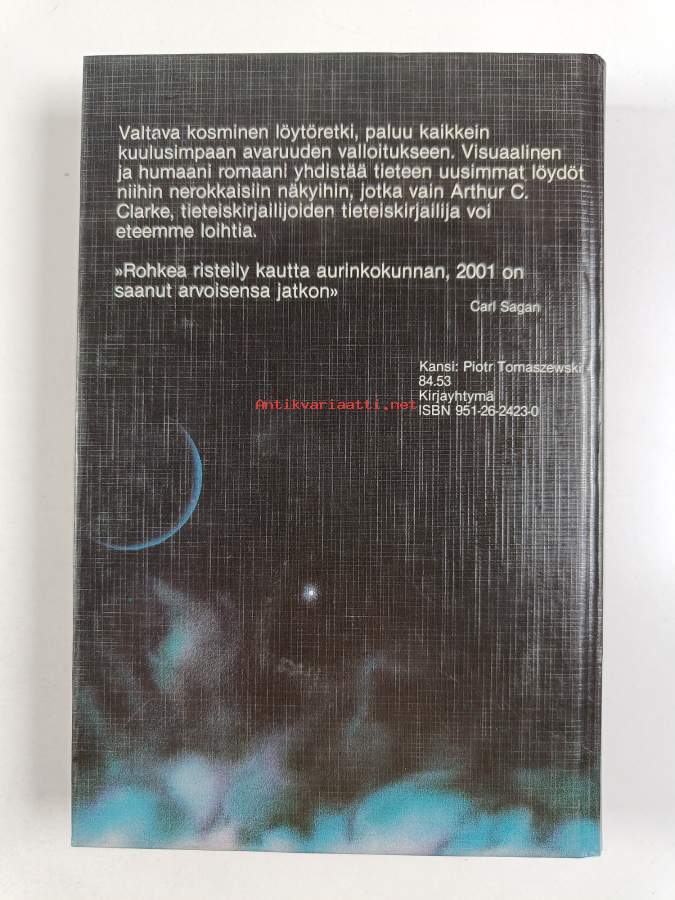 Valtava kosminen löytöretki, paluu kaikkein
kuulusimpaan avaruuden valloitukseen. Visuaalinen
ja humaani romaani yhdistää tieteen uusimmat löydöt
niihin nerokkaisiin näkyihin, jotka vain Arthur C.
Clarke, tieteiskirjailijoiden tieteiskirjailija voi
eteemme loihtia.
»Rohkea risteily kautta aurinkokunnan, 2001 on
saanut arvoisensa jatkon»
Carl Sagan
Kansi: Piotr Tomaszewski
84.53
Antikvariaatti.net
Kirjayhtymä
ISBN 951-26-2423-0